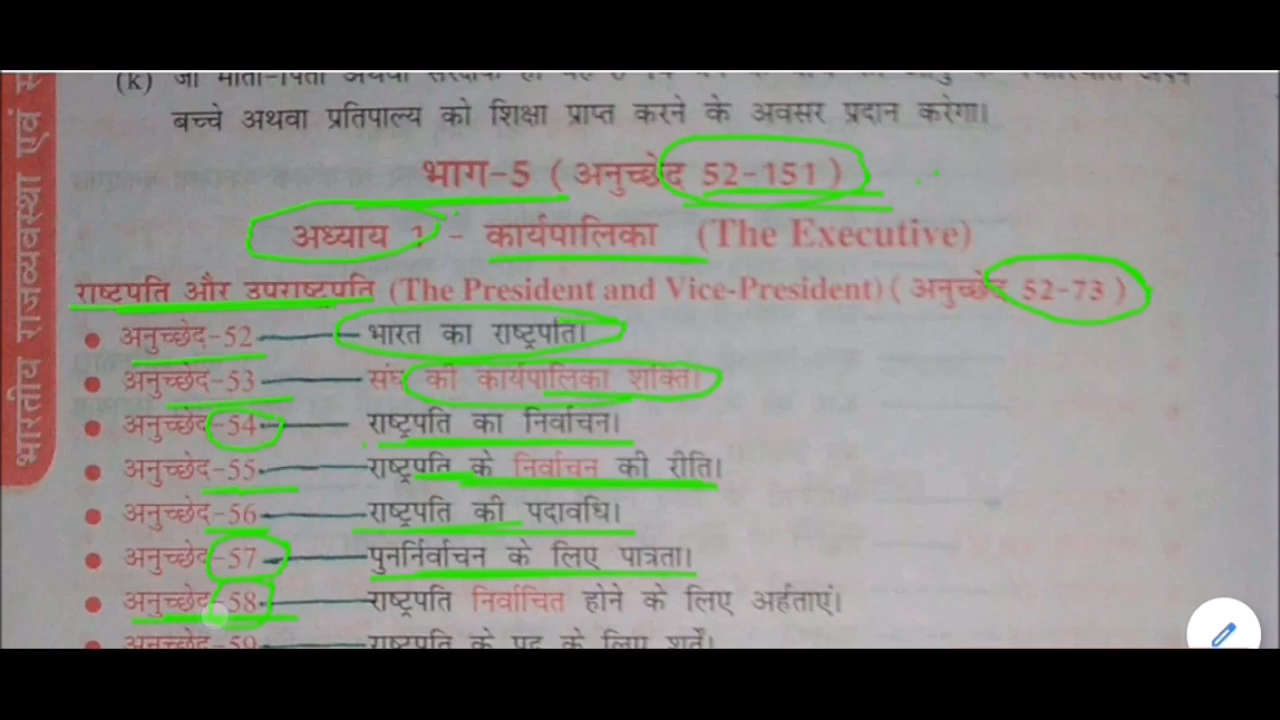 भारतीय राजव्यवस्था एवं
(k) जो माता-पिता अथवा संरक्षक
बच्चे अथवा प्रतिपाल्य को शिक्षा प्राप्त करने के अवसर प्रदान करेगा।
भाग-5 (अनुच्छेद 52-151)
अध्याय 1 - कार्यपालिका (The Executive)
राष्ट्रपति और उपराष्ट्रपति (The President and Vice-President) (अनुच्छेद 52-73)
• अनुच्छेद-52 — भारत का राष्ट्रपति।
• अनुच्छेद-53 — संघ की कार्यपालिका शक्ति।
• अनुच्छेद-54 — राष्ट्रपति का निर्वाचन।
• अनुच्छेद-55 — राष्ट्रपति के निर्वाचन की रीति।
• अनुच्छेद-56 — राष्ट्रपति की पदावधि।
• अनुच्छेद-57 — पुनर्निर्वाचन के लिए पात्रता।
• अनुच्छेद-58 — राष्ट्रपति निर्वाचित होने के लिए अर्हताएं।
• अनुच्छेद-59 — राष्ट्रपति के पद के लिए शर्तें।